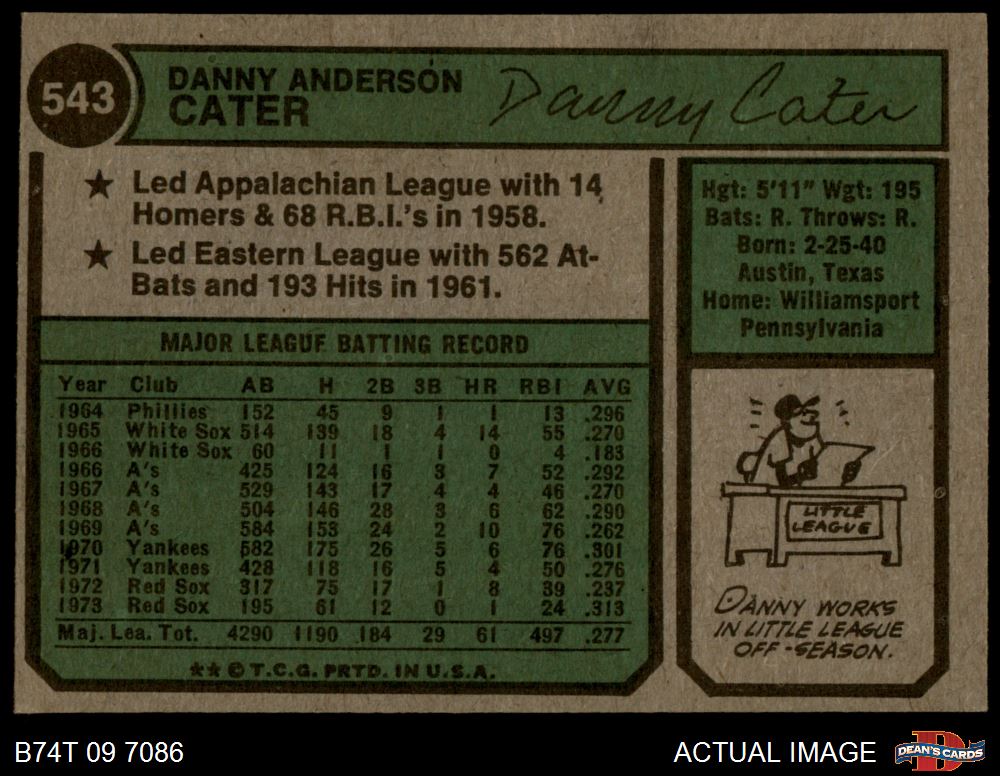 543
DANNY ANDERSON
CATER
Danny Cater
★ Led Appalachian League with 14
Homers & 68 R.B.I.'s in 1958.
★ Led Eastern League with 562 At-
Bats and 193 Hits in 1961.
Hgt: 5'11" Wgt: 195
Bats: R. Throws: R.
Born: 2-25-40
Austin, Texas
Home: Williamsport
Pennsylvania
MAJOR LEAGUE BATTING RECORD
Year Club AB H 2B 3B HR RBI AVG
1964 Phillies 152 45 9 1 1 13 .296
1965 White Sox 514 139 18 4 14 55 .270
1966 White Sox 60 11 1 1 0 4 .183
1966 A's 425 124 16 3 7 52 .292
1967 A's 529 143 17 4 4 46 .270
1968 A's 504 146 28 3 6 62 .290
1969 A's 584 153 24 2 10 76 .262
1970 Yankees 582 175 26 5 6 76 .301
1971 Yankees 428 118 16 5 4 50 .276
1972 Red Sox 317 75 17 1 8 39 .237
1973 Red Sox 195 61 12 0 1 24 .313
Maj. Lea. Tot. 4290 1190 184 29 61 497 .277
** © T.C.G. PRTD. IN U.S.A.
LITTLE
LEAGUE
DANNY WORKS
IN LITTLE LEAGUE
OFF-SEASON.
B74T 09 7086
ACTUAL IMAGE
D
DEAN'S CARDS